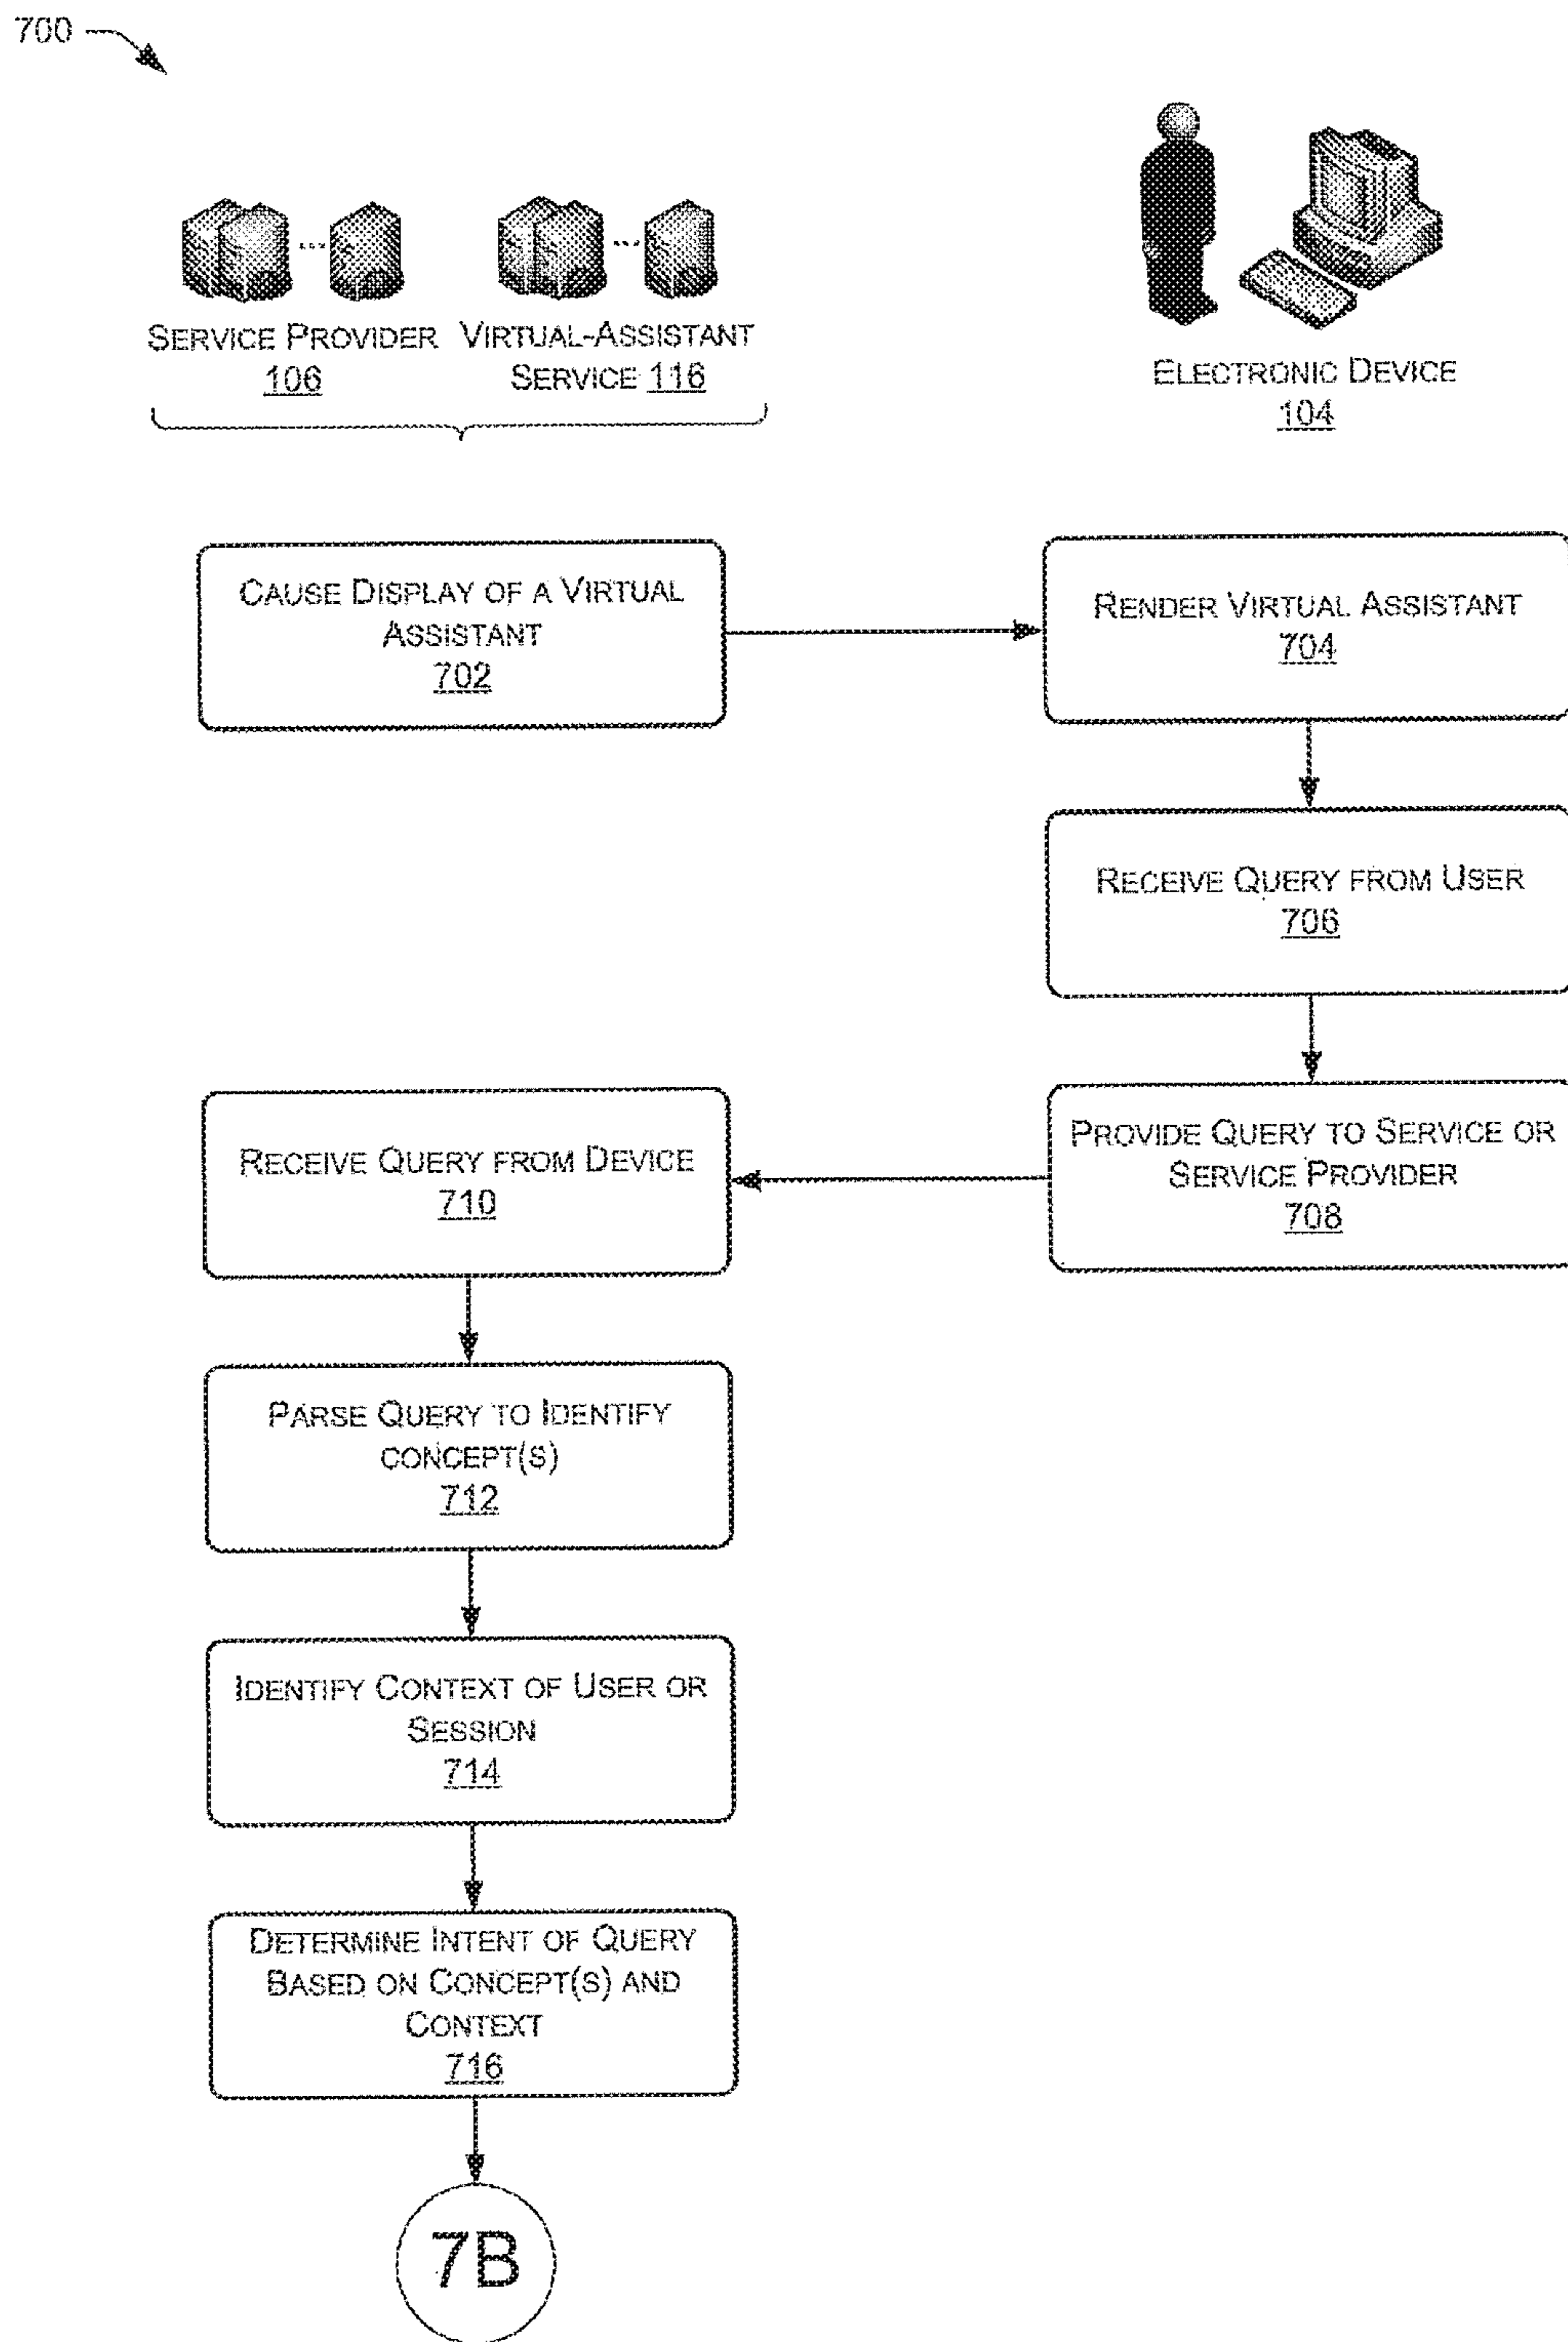 700
SERVICE PROVIDER
106
VIRTUAL-ASSISTANT
SERVICE 116
ELECTRONIC DEVICE
104
CAUSE DISPLAY OF A VIRTUAL
ASSISTANT
702
RENDER VIRTUAL ASSISTANT
704
RECEIVE QUERY FROM USER
706
PROVIDE QUERY TO SERVICE OR
SERVICE PROVIDER
708
RECEIVE QUERY FROM DEVICE
710
PARSE QUERY TO IDENTIFY
CONCEPT(S)
712
IDENTIFY CONTEXT OF USER OR
SESSION
714
DETERMINE INTENT OF QUERY
BASED ON CONCEPT(S) AND
CONTEXT
716
7B